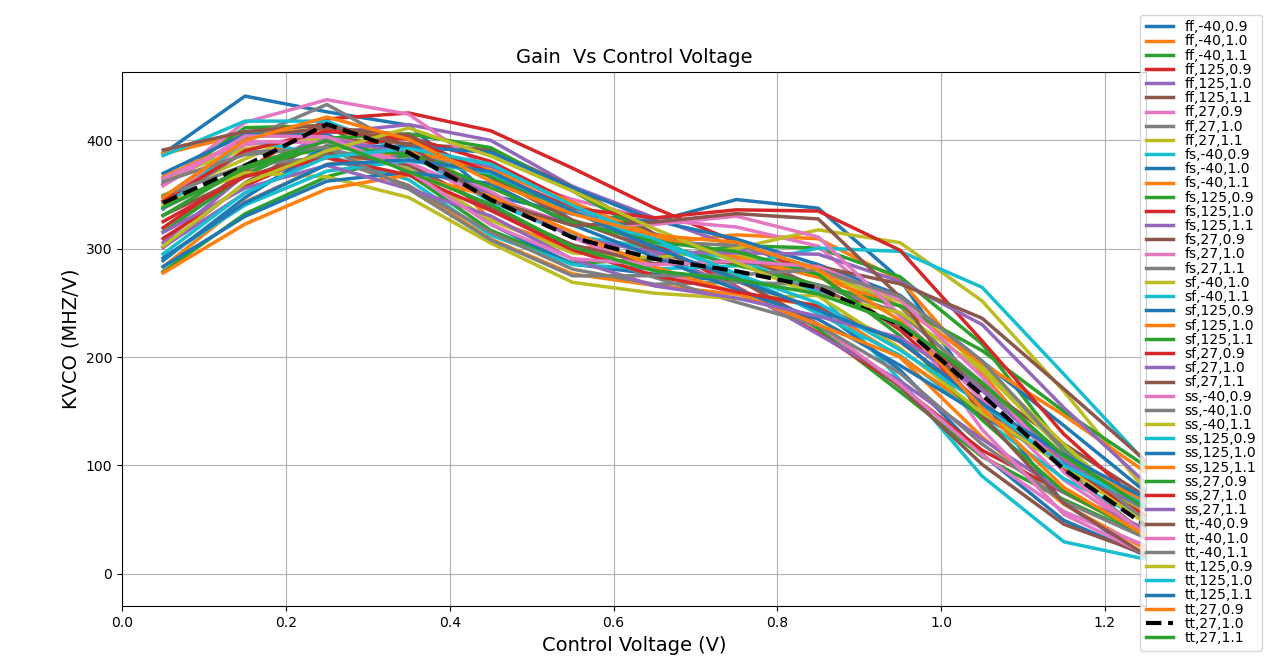 Gain  Vs Control Voltage
KVCO (MHZ/V)
400
300
200
100
0
0.0
0.2
0.4
0.6
0.8
1.0
1.2
Control Voltage (V)
ff,-40,0.9
ff,-40,1.0
ff,-40,1.1
ff,125,0.9
ff,125,1.0
ff,125,1.1
ff,27,0.9
ff,27,1.0
ff,27,1.1
fs,-40,0.9
fs,-40,1.0
fs,-40,1.1
fs,125,0.9
fs,125,1.0
fs,125,1.1
fs,27,0.9
fs,27,1.0
fs,27,1.1
sf,-40,1.0
sf,-40,1.1
sf,125,0.9
sf,125,1.0
sf,125,1.1
sf,27,0.9
sf,27,1.0
sf,27,1.1
ss,-40,0.9
ss,-40,1.0
ss,-40,1.1
ss,125,0.9
ss,125,1.0
ss,125,1.1
ss,27,0.9
ss,27,1.0
ss,27,1.1
tt,-40,0.9
tt,-40,1.0
tt,-40,1.1
tt,125,0.9
tt,125,1.0
tt,125,1.1
tt,27,0.9
tt,27,1.0
tt,27,1.1